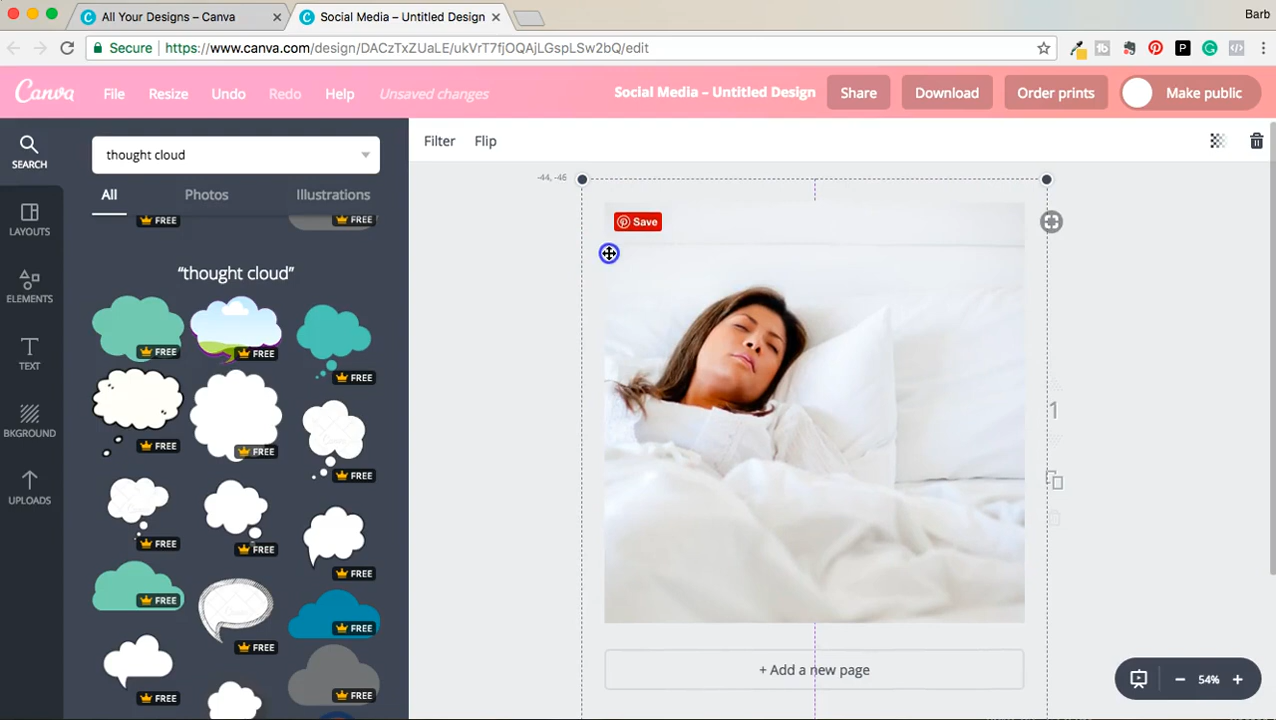 All Your Designs – Canva
Social Media – Untitled Design
Barb
Secure
https://www.canva.com/design/DACzTxZUaLE/ukVrT7fjOQAjLGspLSw2bQ/edit
Canva
File
Resize
Undo
Redo
Help
Unsaved changes
Social Media – Untitled Design
Share
Download
Order prints
Make public
SEARCH
LAYOUTS
ELEMENTS
TEXT
BKGROUND
UPLOADS
thought cloud
All
Photos
Illustrations
FREE
FREE
“thought cloud”
FREE
FREE
FREE
FREE
FREE
FREE
FREE
FREE
FREE
FREE
FREE
FREE
FREE
FREE
Filter
Flip
-44, -46
Save
1
+ Add a new page
54%